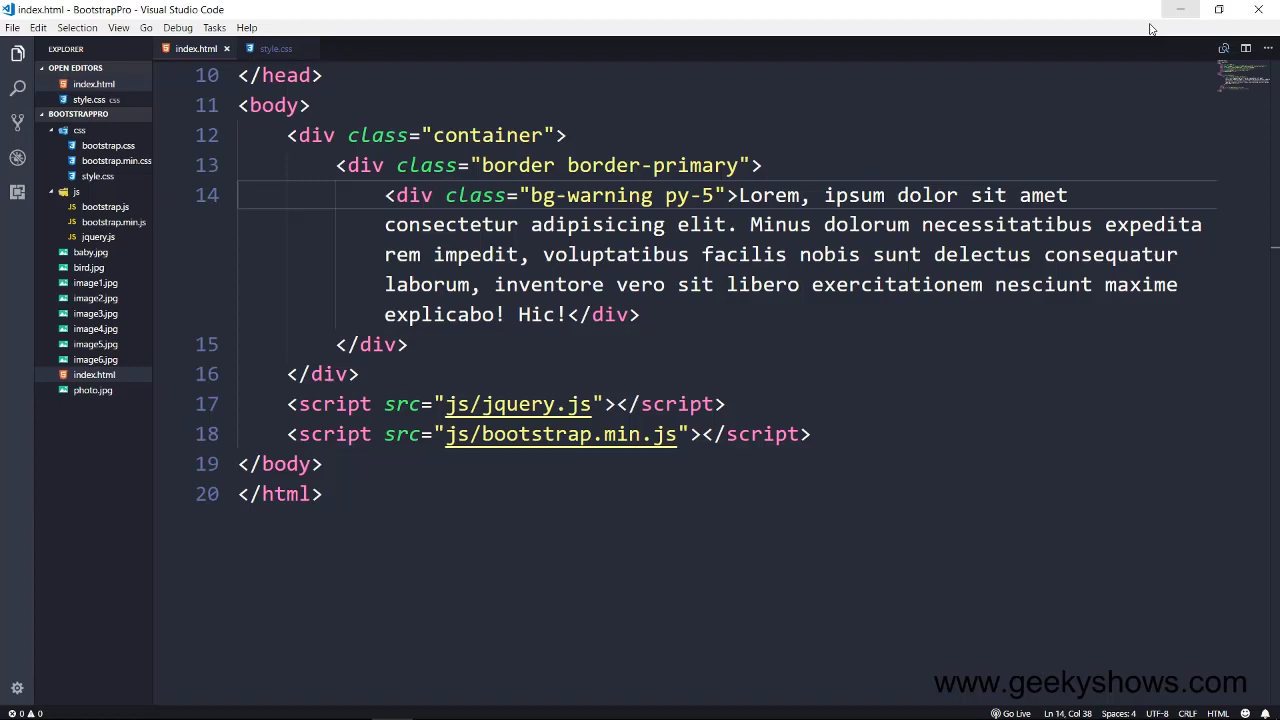 index.html - BootstrapPro - Visual Studio Code
File Edit Selection View Go Debug Tasks Help
EXPLORER
index.html
style.css
OPEN EDITORS
index.html
style.css css
BOOTSTRAPPRO
css
bootstrap.css
bootstrap.min.css
style.css
js
bootstrap.js
bootstrap.min.js
jquery.js
baby.jpg
bird.jpg
image1.jpg
image2.jpg
image3.jpg
image4.jpg
image5.jpg
image6.jpg
index.html
photo.jpg
10 </head>
11 <body>
12 <div class="container">
13 <div class="border border-primary">
14 <div class="bg-warning py-5">Lorem, ipsum dolor sit amet
consectetur adipisicing elit. Minus dolorum necessitatibus expedita
rem impedit, voluptatibus facilis nobis sunt delectus consequatur
laborum, inventore vero sit libero exercitationem nesciunt maxime
explicabo! Hic!</div>
15 </div>
16 </div>
17 <script src="js/jquery.js"></script>
18 <script src="js/bootstrap.min.js"></script>
19 </body>
20 </html>
www.geekyshows.com
0 0
Go Live Ln 14, Col 38 Spaces: 4 UTF-8 CRLF HTML